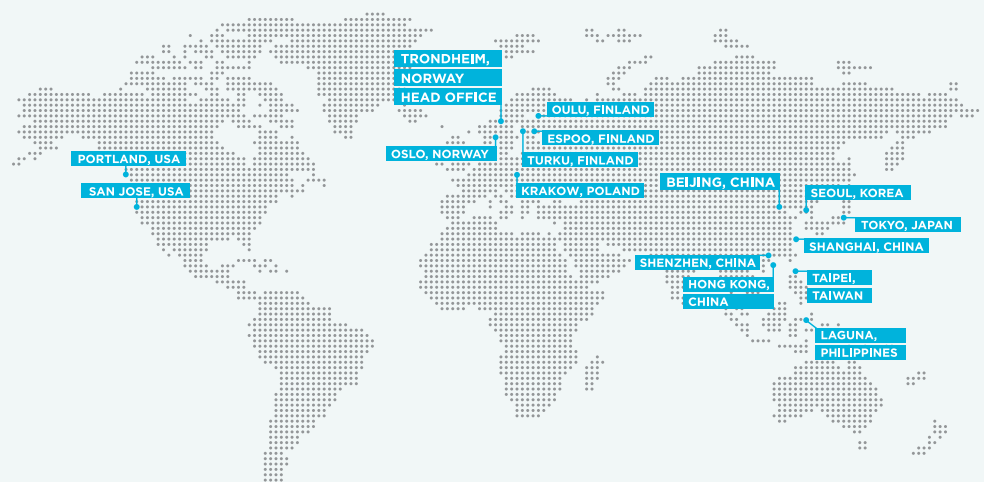 TRONDHEIM,
NORWAY
HEAD OFFICE
OULU, FINLAND
ESPOO, FINLAND
OSLO, NORWAY
TURKU, FINLAND
PORTLAND, USA
SAN JOSE, USA
KRAKOW, POLAND
BEIJING, CHINA
SEOUL, KOREA
TOKYO, JAPAN
SHANGHAI, CHINA
SHENZHEN, CHINA
HONG KONG,
CHINA
TAIPEI,
TAIWAN
LAGUNA,
PHILIPPINES